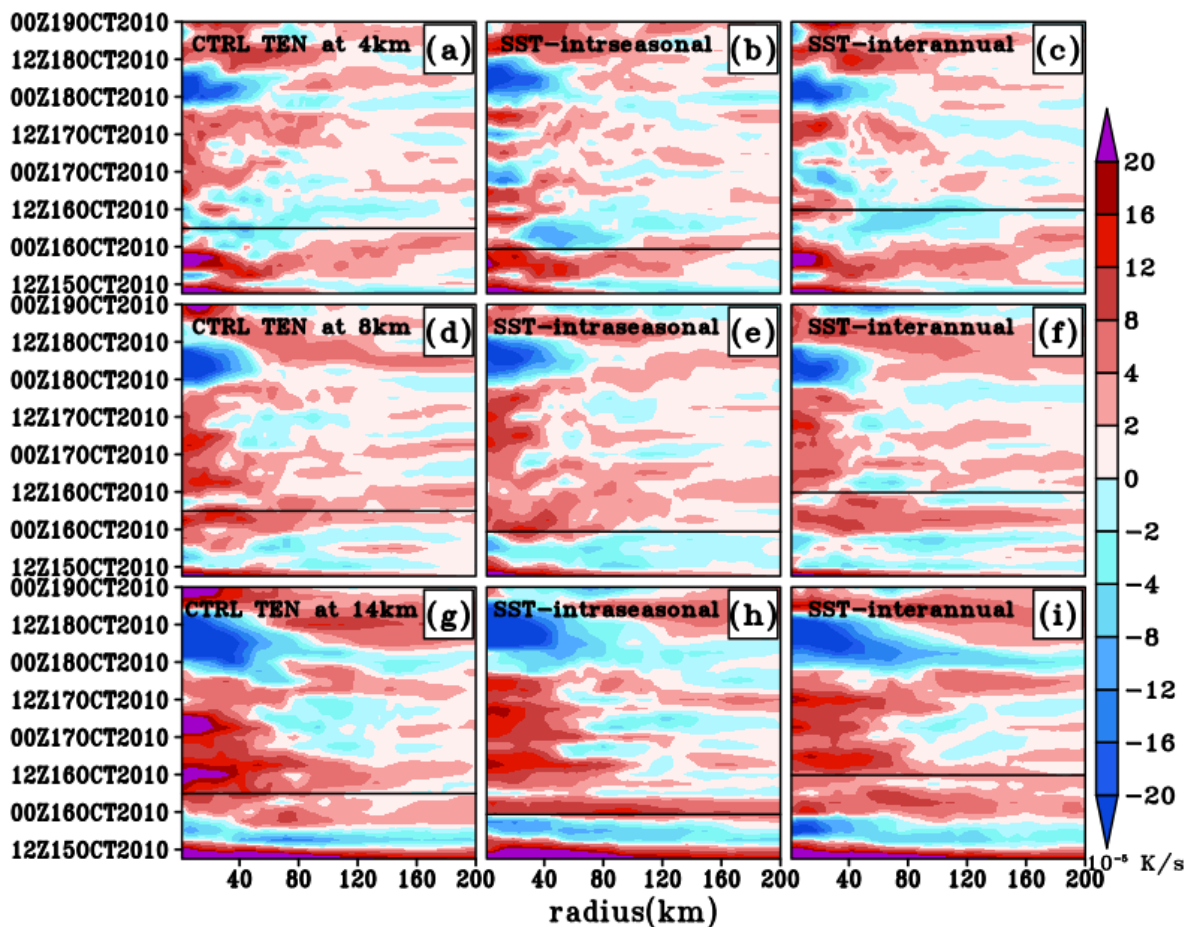 00Z19OCT2010
12Z18OCT2010
00Z18OCT2010
12Z17OCT2010
00Z17OCT2010
12Z16OCT2010
00Z16OCT2010
12Z15OCT2010
CTRL TEN at 4km (a)
SST-intrseasonal (b)
SST-interannual (c)
00Z19OCT2010
12Z18OCT2010
00Z18OCT2010
12Z17OCT2010
00Z17OCT2010
12Z16OCT2010
00Z16OCT2010
12Z15OCT2010
CTRL TEN at 8km (d)
SST-intraseasonal (e)
SST-interannual (f)
00Z19OCT2010
12Z18OCT2010
00Z18OCT2010
12Z17OCT2010
00Z17OCT2010
12Z16OCT2010
00Z16OCT2010
12Z15OCT2010
CTRL TEN at 14km (g)
SST-intraseasonal (h)
SST-interannual (i)
40 80 120 160 200
40 80 120 160 200
40 80 120 160 200
radius(km)
20
16
12
8
4
2
0
-2
-4
-8
-12
-16
-20
10⁻⁵ K/s